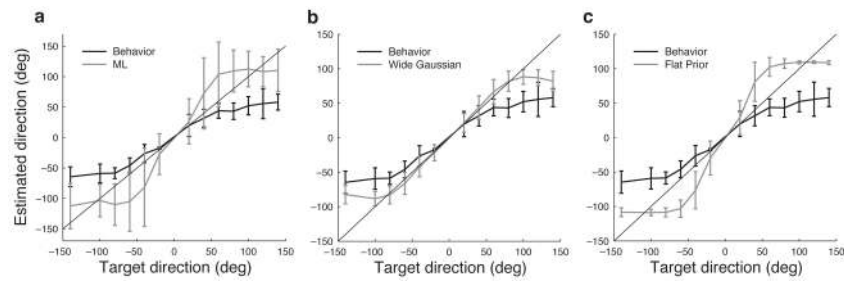 a
Behavior
ML
Estimated direction (deg)
150
100
50
0
−50
−100
−150
−150 −100 −50 0 50 100 150
Target direction (deg)
b
Behavior
Wide Gaussian
150
100
50
0
−50
−100
−150
−150 −100 −50 0 50 100 150
Target direction (deg)
c
Behavior
Flat Prior
150
100
50
0
−50
−100
−150
−150 −100 −50 0 50 100 150
Target direction (deg)